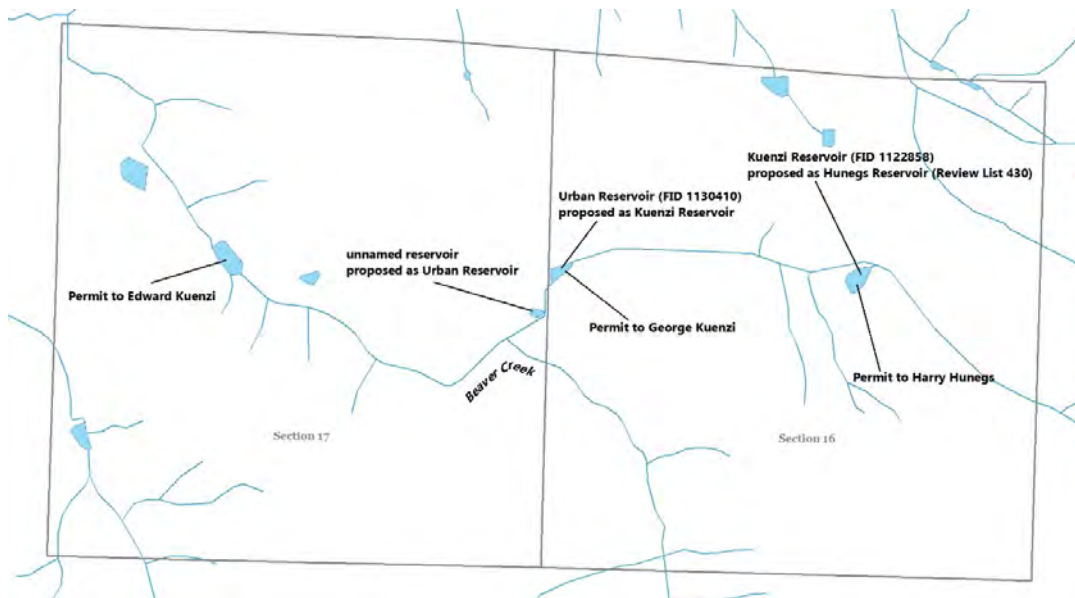 Kuenzi Reservoir (FID 1122858)
proposed as Hunegs Reservoir (Review List 430)
Urban Reservoir (FID 1130410)
proposed as Kuenzi Reservoir
unnamed reservoir
proposed as Urban Reservoir
Permit to Edward Kuenzi
Permit to George Kuenzi
Beaver Creek
Permit to Harry Hunegs
Section 17
Section 16